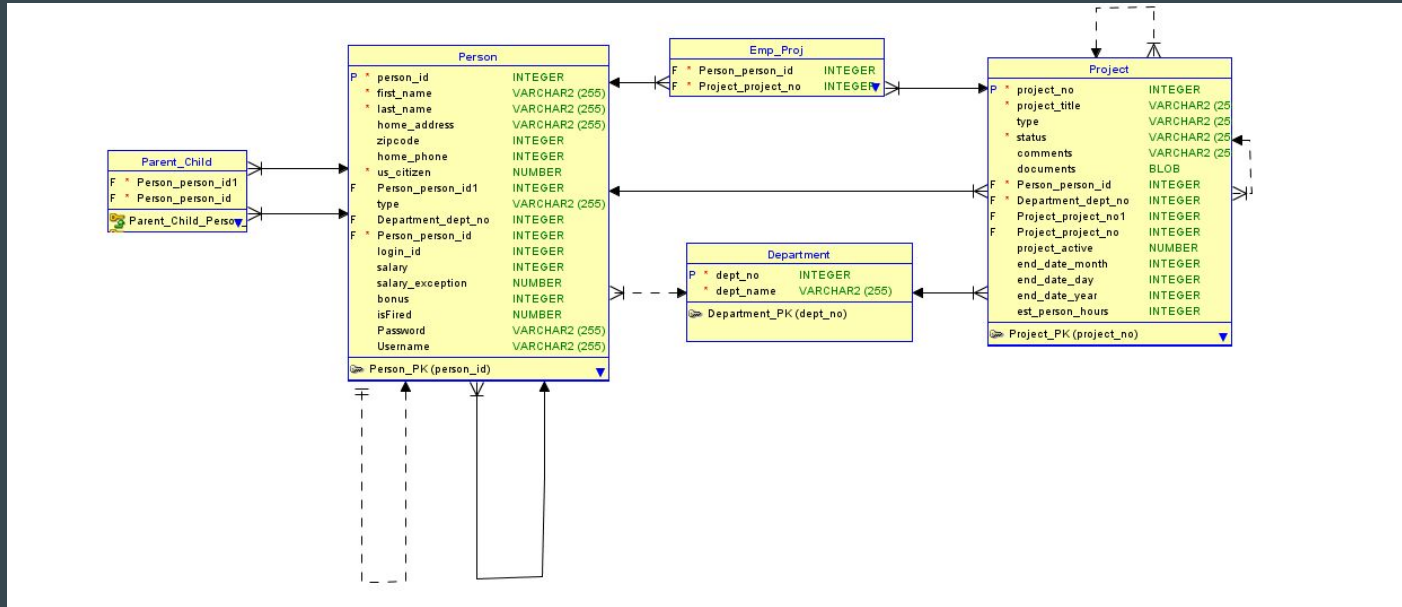 Person
P * person_id INTEGER
* first_name VARCHAR2 (255)
* last_name VARCHAR2 (255)
home_address VARCHAR2 (255)
zipcode INTEGER
home_phone INTEGER
* us_citizen NUMBER
F Person_person_id1 INTEGER
type VARCHAR2 (255)
F Department_dept_no INTEGER
F * Person_person_id INTEGER
login_id INTEGER
salary INTEGER
salary_exception NUMBER
bonus INTEGER
isFired NUMBER
Password VARCHAR2 (255)
Username VARCHAR2 (255)
Person_PK (person_id)
Emp_Proj
F * Person_person_id INTEGER
F * Project_project_no INTEGER
Project
P * project_no INTEGER
* project_title VARCHAR2 (25
type VARCHAR2 (25
* status VARCHAR2 (25
comments VARCHAR2 (25
documents BLOB
F * Person_person_id INTEGER
F * Department_dept_no INTEGER
F Project_project_no1 INTEGER
F Project_project_no INTEGER
project_active NUMBER
end_date_month INTEGER
end_date_day INTEGER
end_date_year INTEGER
est_person_hours INTEGER
Project_PK (project_no)
Parent_Child
F * Person_person_id1
F * Person_person_id
Parent_Child_Perso
Department
P * dept_no INTEGER
* dept_name VARCHAR2 (255)
Department_PK (dept_no)